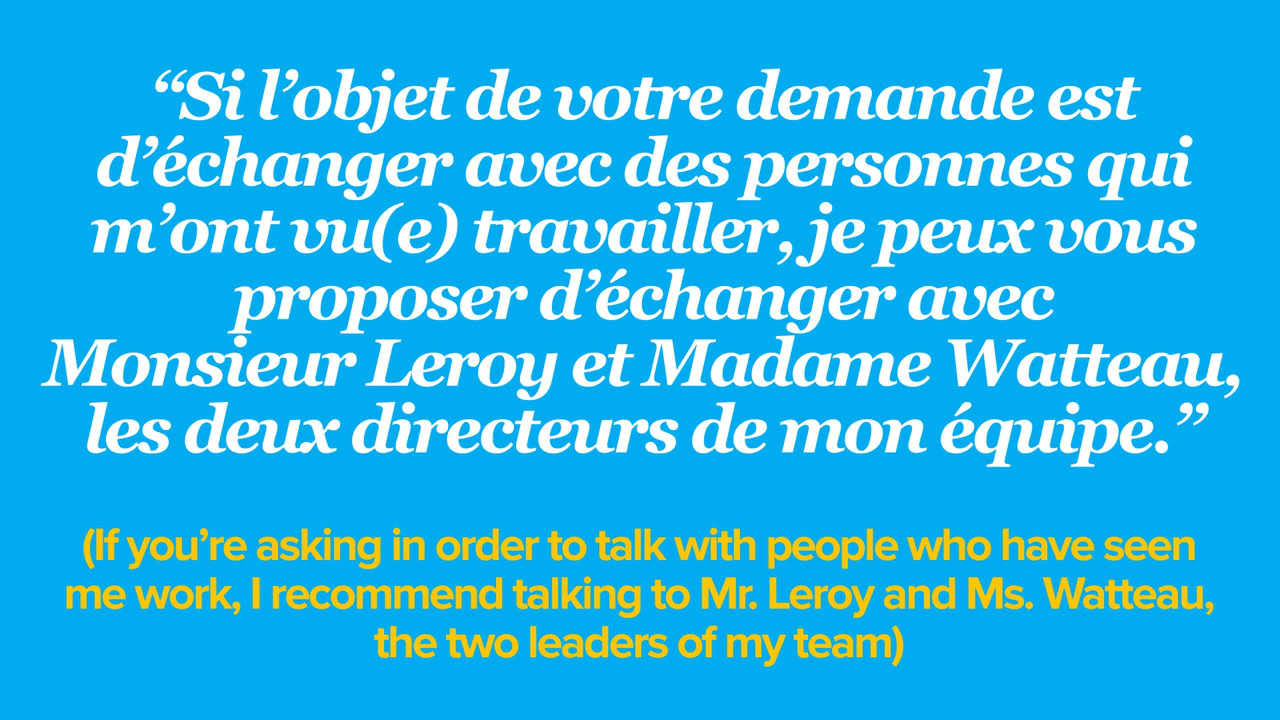 “Si l’objet de votre demande est
d’échanger avec des personnes qui
m’ont vu(e) travailler, je peux vous
proposer d’échanger avec
Monsieur Leroy et Madame Watteau,
les deux directeurs de mon équipe.”
(If you’re asking in order to talk with people who have seen
me work, I recommend talking to Mr. Leroy and Ms. Watteau,
the two leaders of my team)